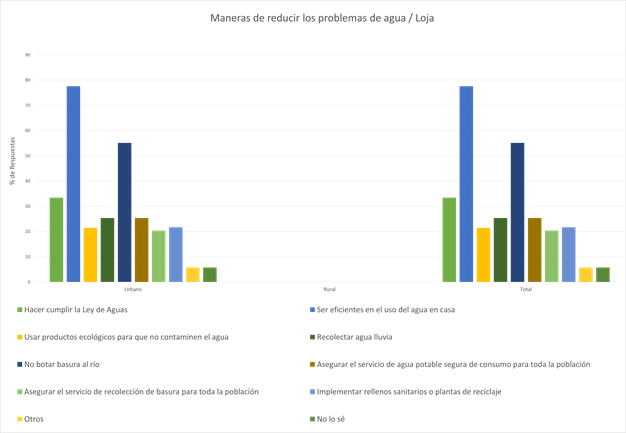 Maneras de reducir los problemas de agua / Loja
90
80
70
60
50
40
30
20
10
0
% de Respuestas
Urbano
Rural
Total
Hacer cumplir la Ley de Aguas
Ser eficientes en el uso del agua en casa
Usar productos ecológicos para que no contaminen el agua
Recolectar agua lluvia
No botar basura al río
Asegurar el servicio de agua potable segura de consumo para toda la población
Asegurar el servicio de recolección de basura para toda la población
Implementar rellenos sanitarios o plantas de reciclaje
Otros
No lo sé